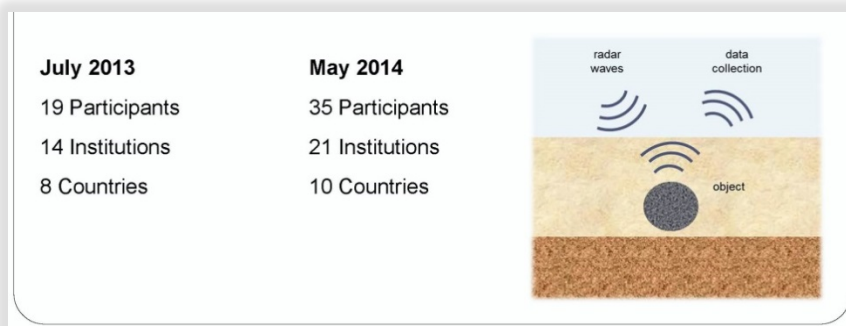 July 2013
19 Participants
14 Institutions
8 Countries
May 2014
35 Participants
21 Institutions
10 Countries
radar
waves
data
collection
object